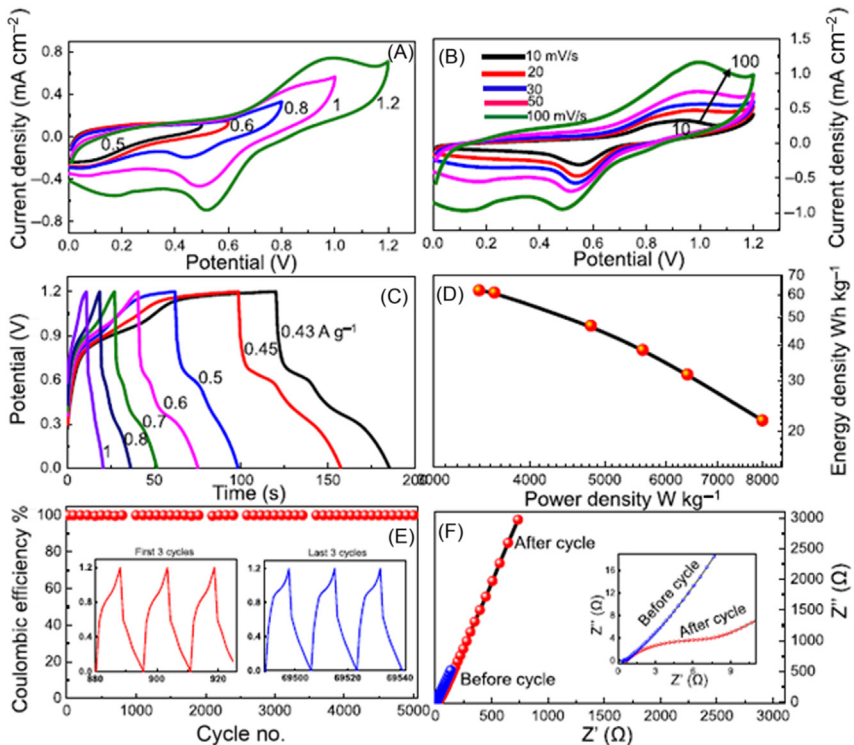 (A)
Current density (mA cm⁻²)
0.8
0.4
0.0
−0.4
−0.8
0.5
0.6
0.8
1
1.2
0.0 0.2 0.4 0.6 0.8 1.0 1.2
Potential (V)
(B)
10 mV/s
20
30
50
100 mV/s
100
10
1.5
1.0
0.5
0.0
−0.5
−1.0
Current density (mA cm⁻²)
0.0 0.2 0.4 0.6 0.8 1.0 1.2
Potential (V)
(C)
Potential (V)
1.2
0.9
0.6
0.3
0.0
0.43 A g⁻¹
0.45
0.5
0.6
0.7
0.8
1
0 50 100 150 200
Time (s)
(D)
70
60
50
40
30
20
Energy density Wh kg⁻¹
4000 5000 6000 7000 8000
Power density W kg⁻¹
(E)
Coulombic efficiency %
100
80
60
40
20
0
First 3 cycles
1.2
0.8
0.4
0.0
880 900 920
Last 3 cycles
1.2
0.8
0.4
0.0
69500 69520 69540
0 1000 2000 3000 4000 5000
Cycle no.
(F)
After cycle
Before cycle
3000
2500
2000
1500
1000
500
0
Z'' (Ω)
Z'' (Ω)
15
10
5
0
Before cycle
After cycle
0 3 6 9
Z' (Ω)
0 500 1000 1500 2000 2500 3000
Z' (Ω)